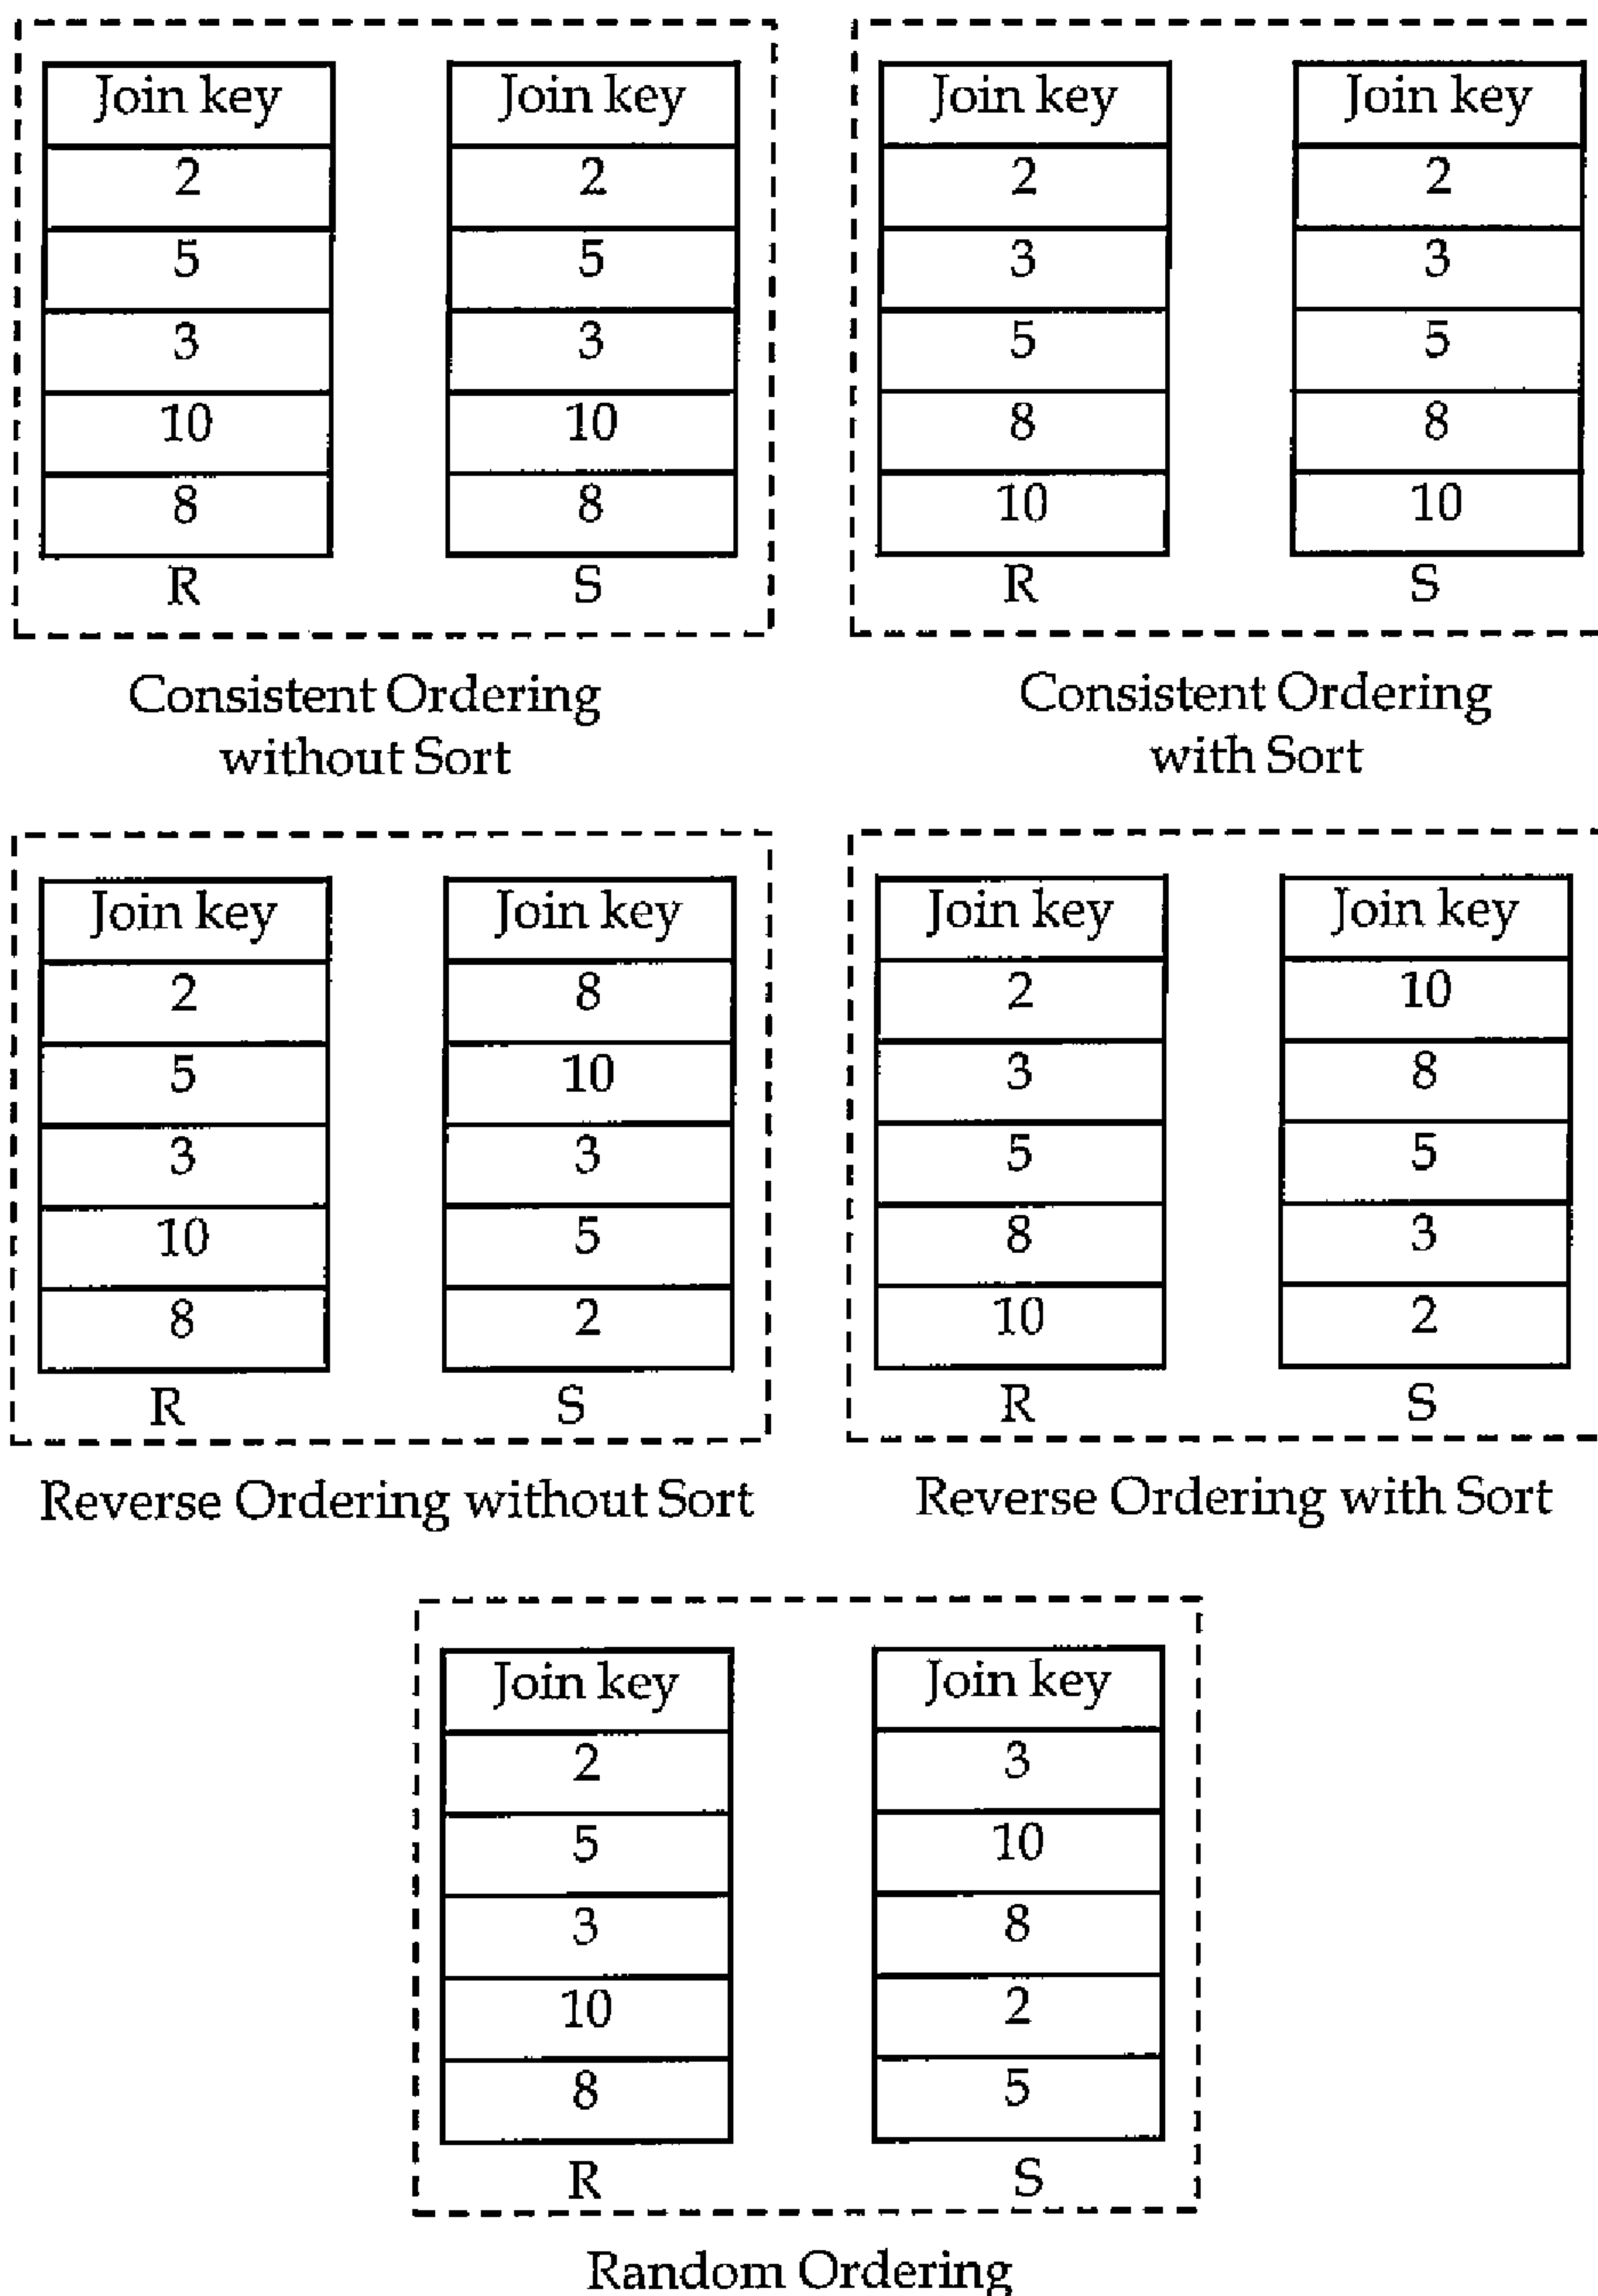 Join key
2
5
3
10
8
R
Join key
2
5
3
10
8
S
Consistent Ordering
without Sort
Join key
2
3
5
8
10
R
Join key
2
3
5
8
10
S
Consistent Ordering
with Sort
Join key
2
5
3
10
8
R
Join key
8
10
3
5
2
S
Reverse Ordering without Sort
Join key
2
3
5
8
10
R
Join key
10
8
5
3
2
S
Reverse Ordering with Sort
Join key
2
5
3
10
8
R
Join key
3
10
8
2
5
S
Random Ordering